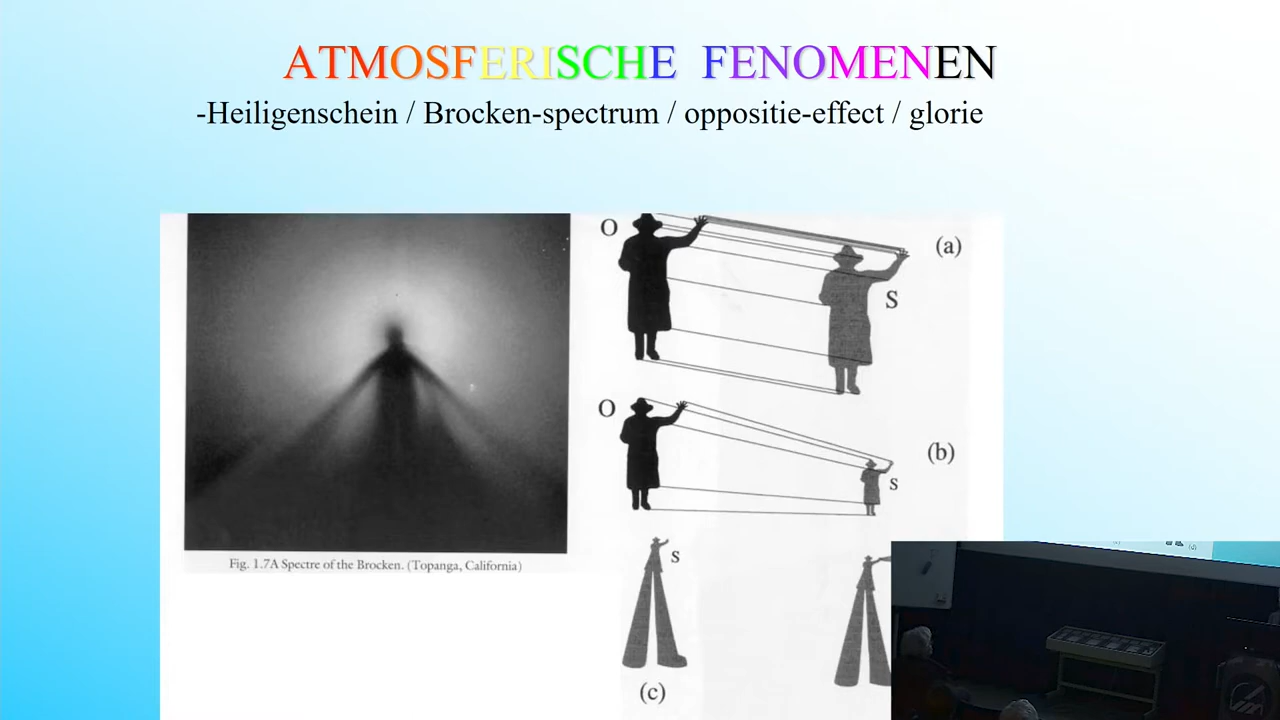 ATMOSFERISCHE FENOMENEN
-Heiligenschein / Brocken-spectrum / oppositie-effect / glorie
O
(a)
S
O
(b)
S
Fig. 1.7A Spectre of the Brocken. (Topanga, California)
S
(c)